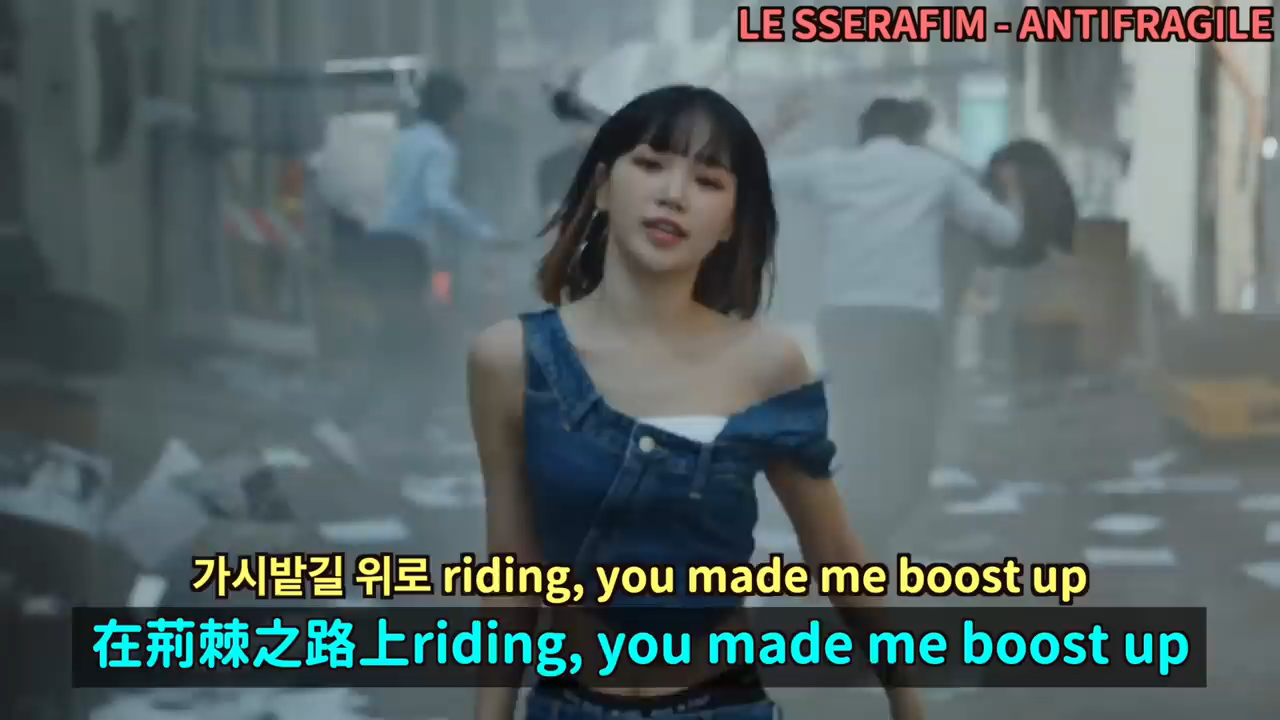 LE SSERAFIM - ANTIFRAGILE
가시밭길 위로 riding, you made me boost up
在荊棘之路上riding, you made me boost up